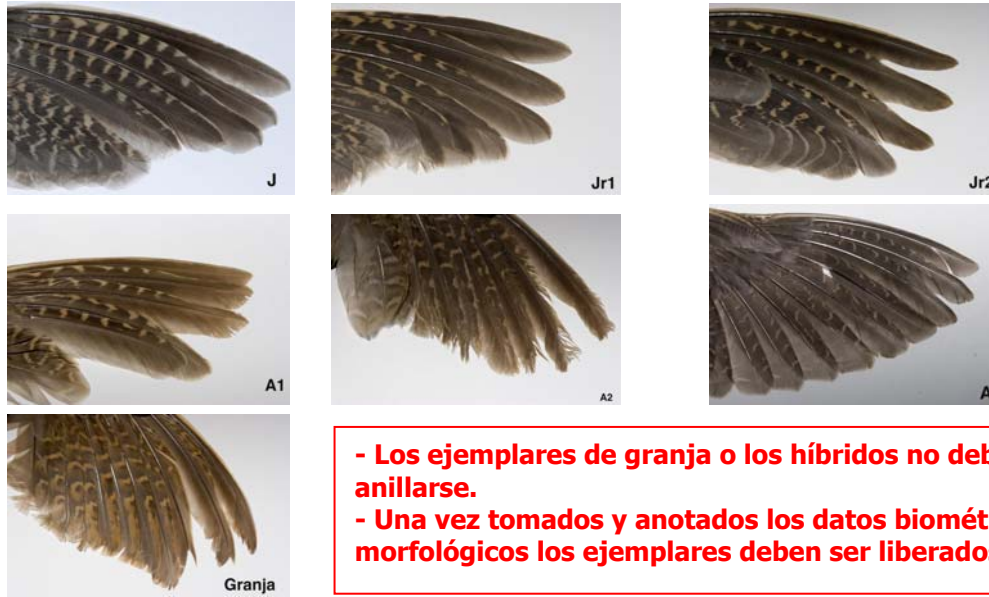 J
Jr1
A1
A2
A
Granja
- Los ejemplares de granja o los híbridos no
anillarse.
- Una vez tomados y anotados los datos
morfológicos los ejemplares deben ser